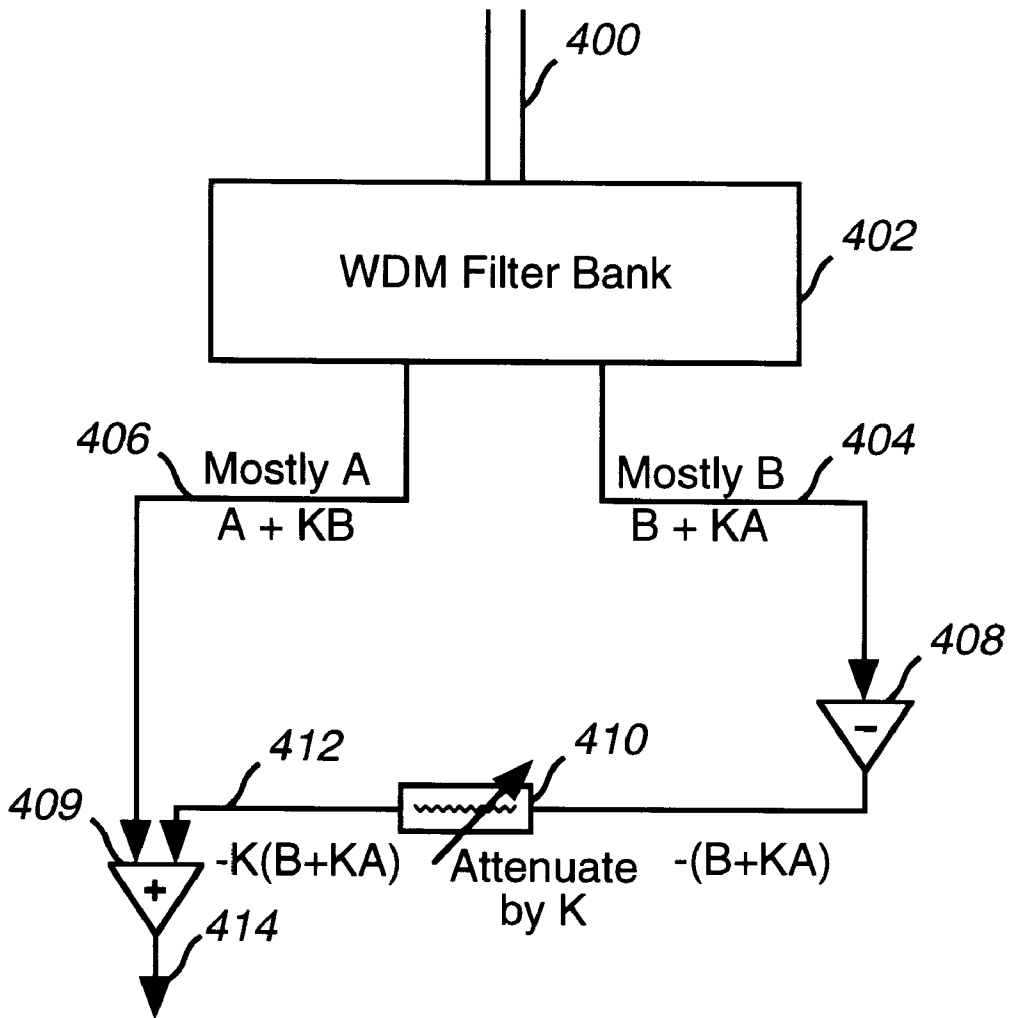 400
WDM Filter Bank
402
406
Mostly A
A + KB
Mostly B
B + KA
404
408
-
412
410
409
-K(B+KA)
Attenuate
by K
-(B+KA)
+
414